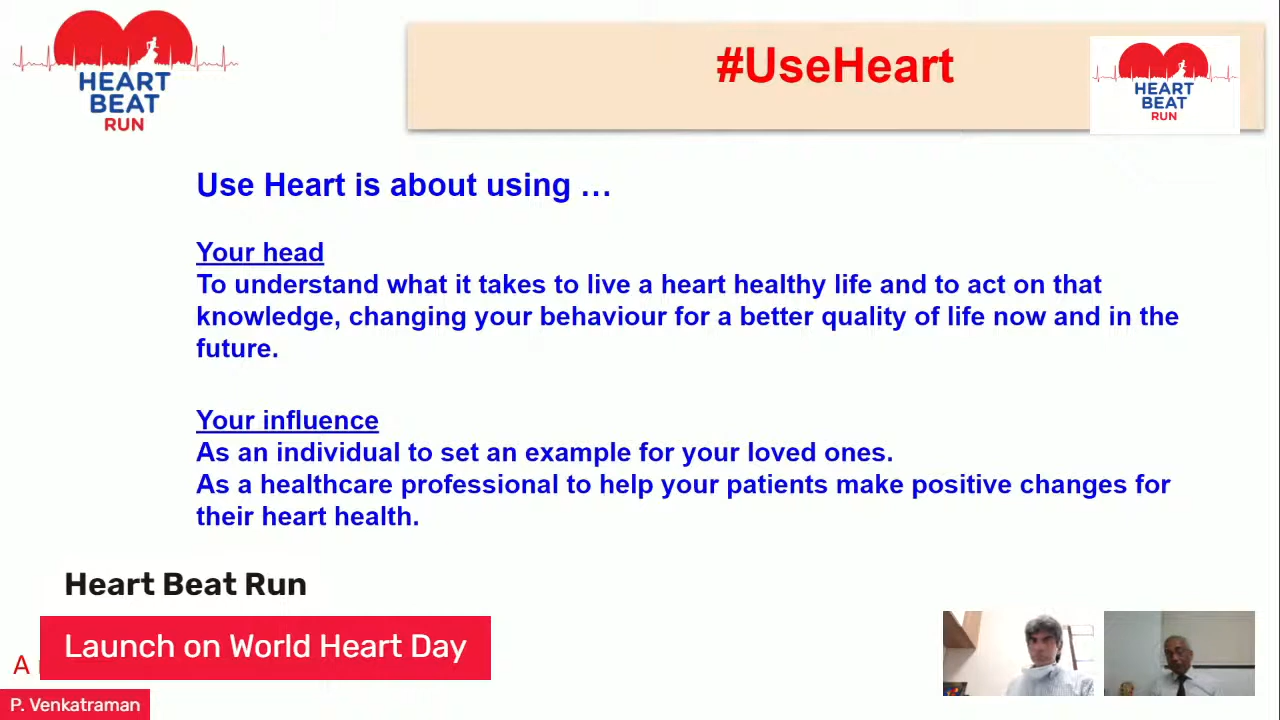 HEART
BEAT
RUN
#UseHeart
HEART
BEAT
RUN
Use Heart is about using …
Your head
To understand what it takes to live a heart healthy life and to act on that
knowledge, changing your behaviour for a better quality of life now and in the
future.
Your influence
As an individual to set an example for your loved ones.
As a healthcare professional to help your patients make positive changes for
their heart health.
Heart Beat Run
Launch on World Heart Day
A
P. Venkatraman